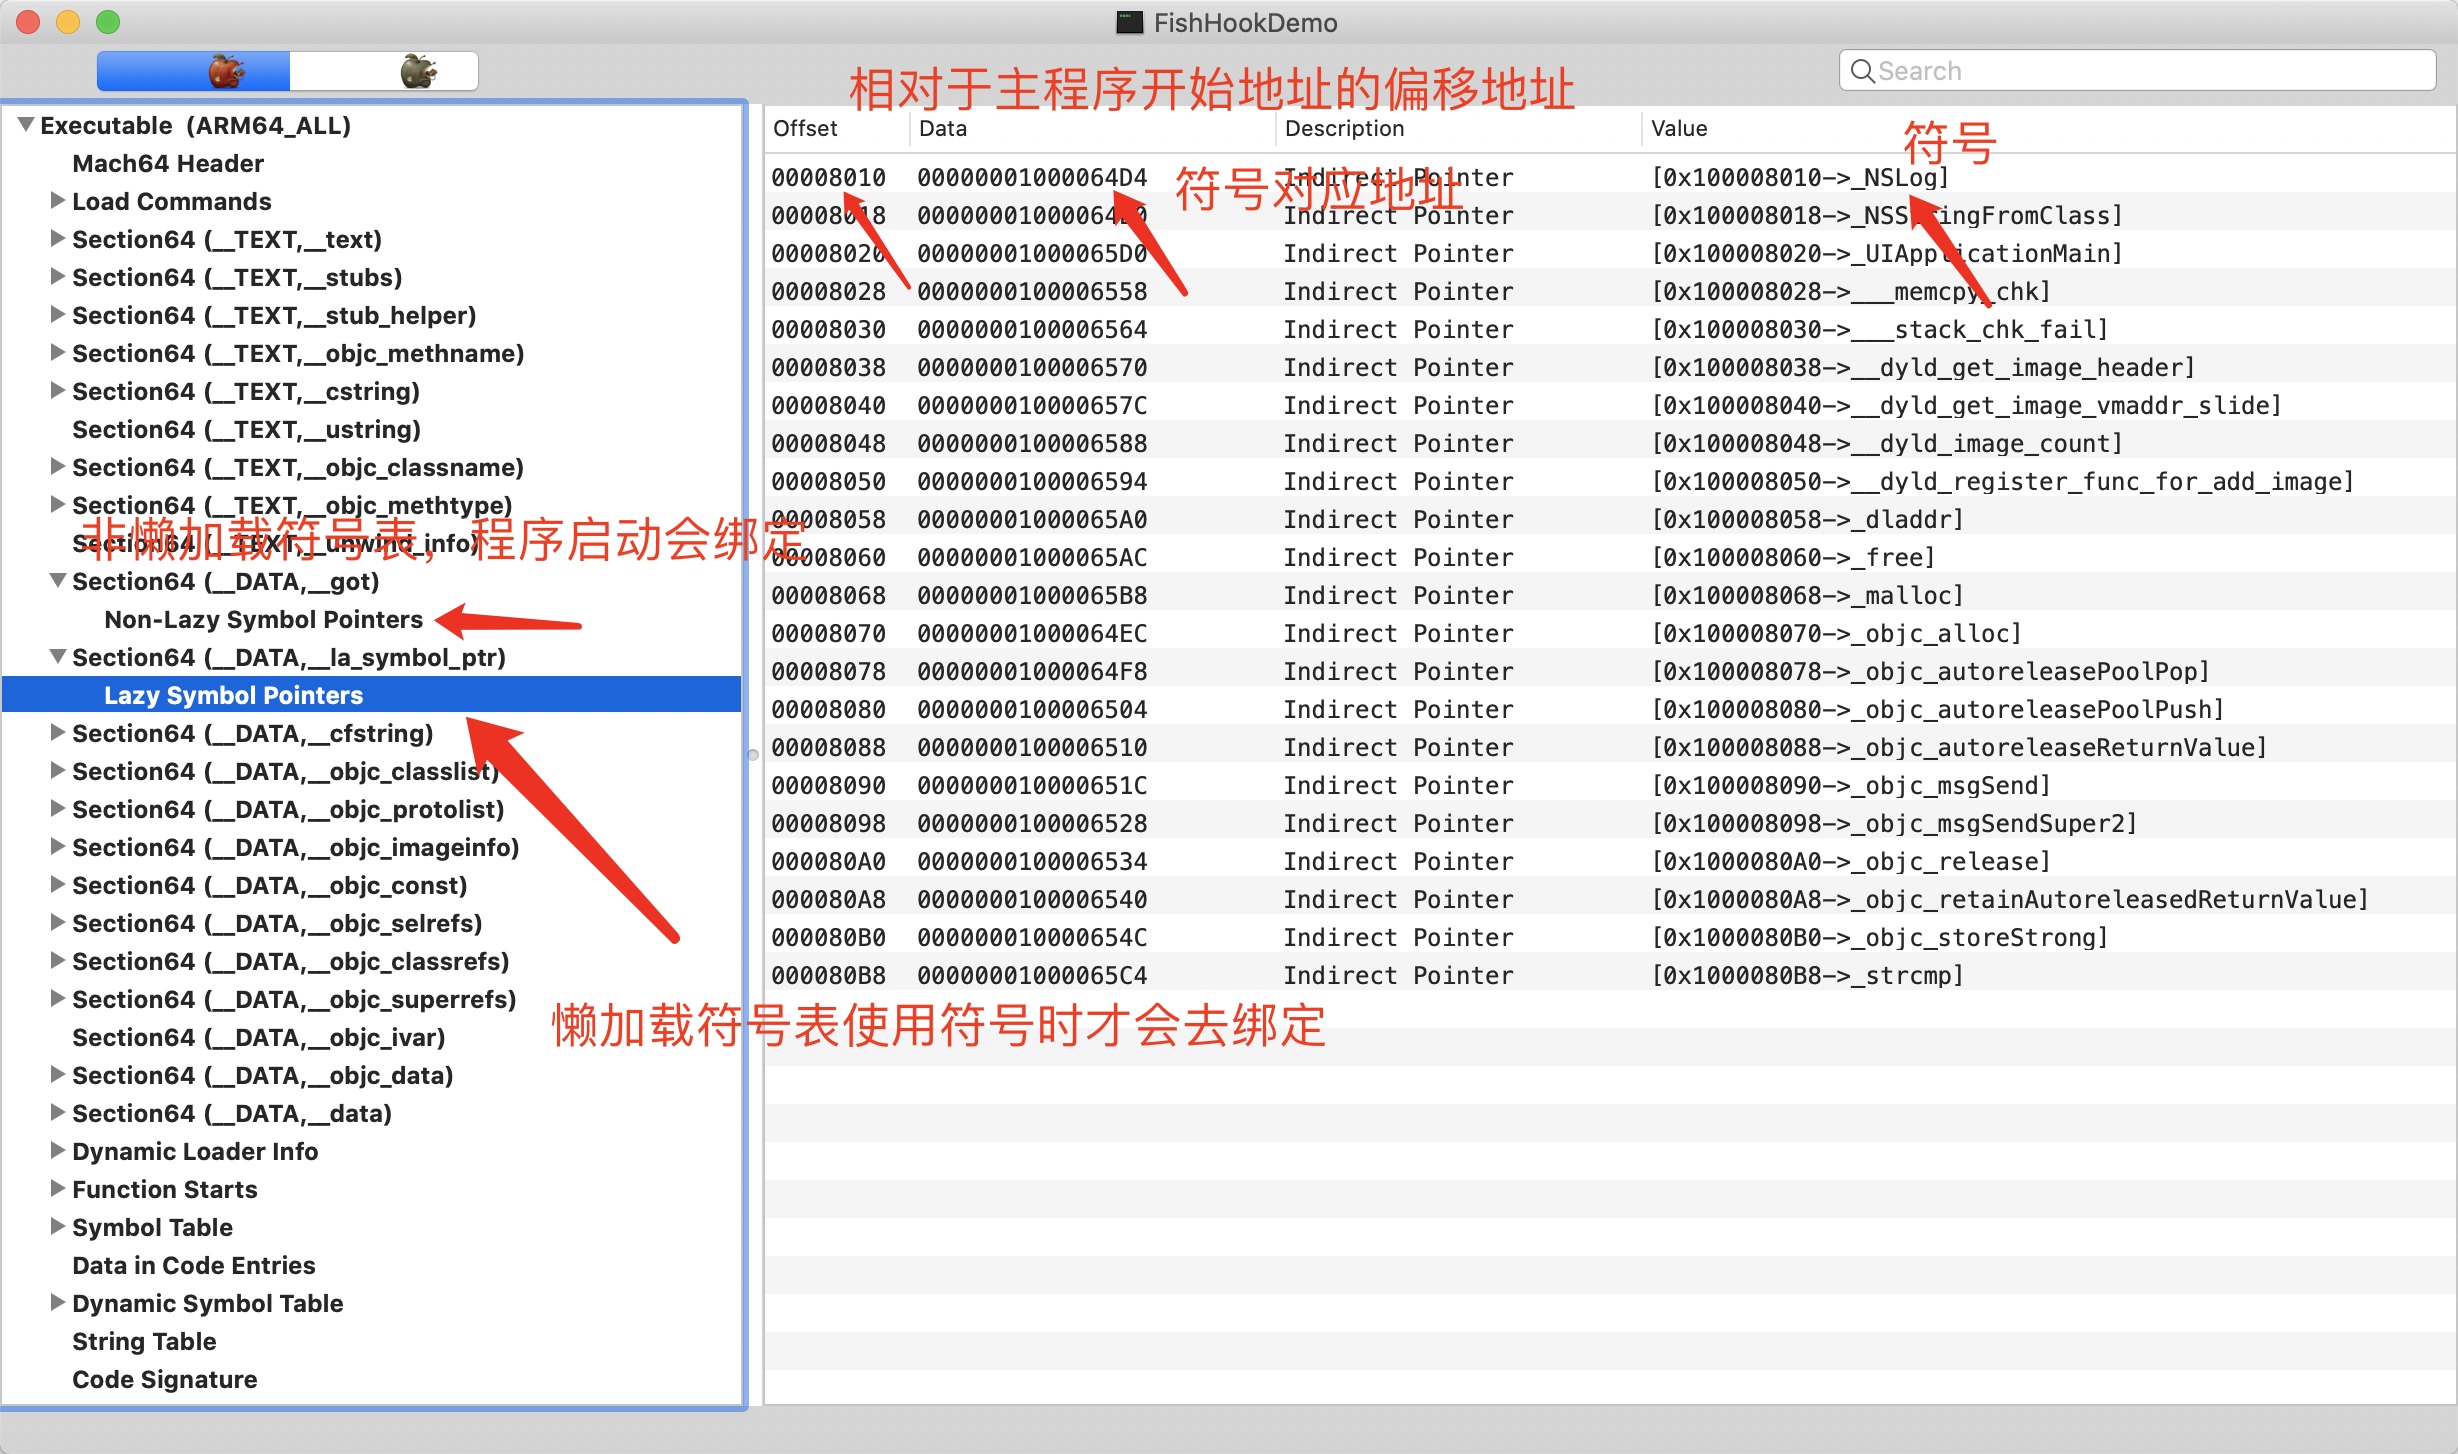 FishHookDemo
Search
相对于主程序开始地址的偏移地址
Executable (ARM64_ALL)
Mach64 Header
Load Commands
Section64 (__TEXT,__text)
Section64 (__TEXT,__stubs)
Section64 (__TEXT,__stub_helper)
Section64 (__TEXT,__objc_methname)
Section64 (__TEXT,__cstring)
Section64 (__TEXT,__ustring)
Section64 (__TEXT,__objc_classname)
Section64 (__TEXT,__objc_methtype)
非懒加载符号表，程序启动会绑定
Section64 (__TEXT,__unwind_info)
Section64 (__DATA,__got)
Non-Lazy Symbol Pointers
Section64 (__DATA,__la_symbol_ptr)
Lazy Symbol Pointers
Section64 (__DATA,__cfstring)
Section64 (__DATA,__objc_classlist)
Section64 (__DATA,__objc_protolist)
Section64 (__DATA,__objc_imageinfo)
Section64 (__DATA,__objc_const)
Section64 (__DATA,__objc_selrefs)
Section64 (__DATA,__objc_classrefs)
Section64 (__DATA,__objc_superrefs)
Section64 (__DATA,__objc_ivar)
Section64 (__DATA,__objc_data)
Section64 (__DATA,__data)
Dynamic Loader Info
Function Starts
Symbol Table
Data in Code Entries
Dynamic Symbol Table
String Table
Code Signature
Offset Data Description Value
符号
00008010 00000001000064D4 Indirect Pointer [0x100008010->_NSLog]
符号对应地址
00008018 Indirect Pointer
00008020 00000001000065D0 Indirect Pointer [0x100008020->_UIApplicationMain]
00008028 0000000100006558 Indirect Pointer [0x100008028->___memcpy_chk]
00008030 0000000100006564 Indirect Pointer [0x100008030->___stack_chk_fail]
00008038 0000000100006570 Indirect Pointer [0x100008038->__dyld_get_image_header]
00008040 000000010000657C Indirect Pointer [0x100008040->__dyld_get_image_vmaddr_slide]
00008048 0000000100006588 Indirect Pointer [0x100008048->__dyld_image_count]
00008050 0000000100006594 Indirect Pointer [0x100008050->__dyld_register_func_for_add_image]
00008058 00000001000065A0 Indirect Pointer [0x100008058->_dladdr]
00008060 00000001000065AC Indirect Pointer [0x100008060->_free]
00008068 00000001000065B8 Indirect Pointer [0x100008068->_malloc]
00008070 00000001000064EC Indirect Pointer [0x100008070->_objc_alloc]
00008078 00000001000064F8 Indirect Pointer [0x100008078->_objc_autoreleasePoolPop]
00008080 0000000100006504 Indirect Pointer [0x100008080->_objc_autoreleasePoolPush]
00008088 0000000100006510 Indirect Pointer [0x100008088->_objc_autoreleaseReturnValue]
00008090 000000010000651C Indirect Pointer [0x100008090->_objc_msgSend]
00008098 0000000100006528 Indirect Pointer [0x100008098->_objc_msgSendSuper2]
000080A0 0000000100006534 Indirect Pointer [0x1000080A0->_objc_release]
000080A8 0000000100006540 Indirect Pointer [0x1000080A8->_objc_retainAutoreleasedReturnValue]
000080B0 000000010000654C Indirect Pointer [0x1000080B0->_objc_storeStrong]
000080B8 00000001000065C4 Indirect Pointer [0x1000080B8->_strcmp]
懒加载符号表使用符号时才会去绑定